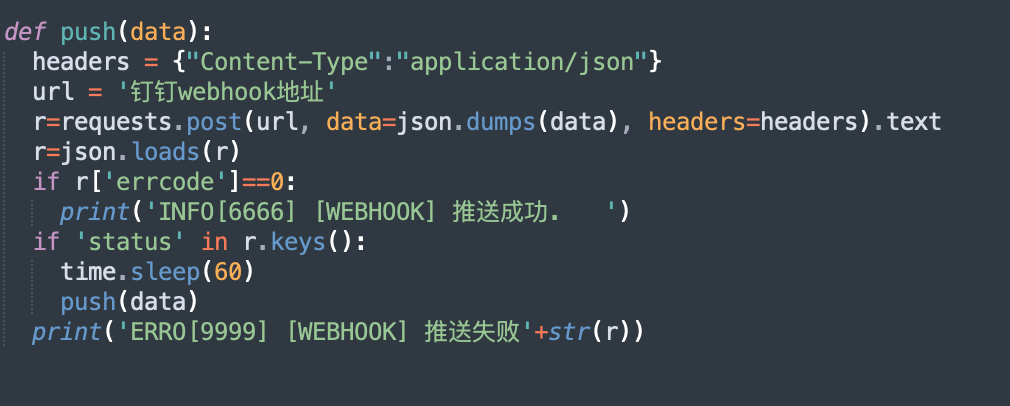 def push(data):
  headers = {"Content-Type":"application/json"}
  url = '钉钉webhook地址'
  r=requests.post(url, data=json.dumps(data), headers=headers).text
  r=json.loads(r)
  if r['errcode']==0:
    print('INFO[6666] [WEBHOOK] 推送成功.   ')
  if 'status' in r.keys():
    time.sleep(60)
    push(data)
  print('ERRO[9999] [WEBHOOK] 推送失败'+str(r))